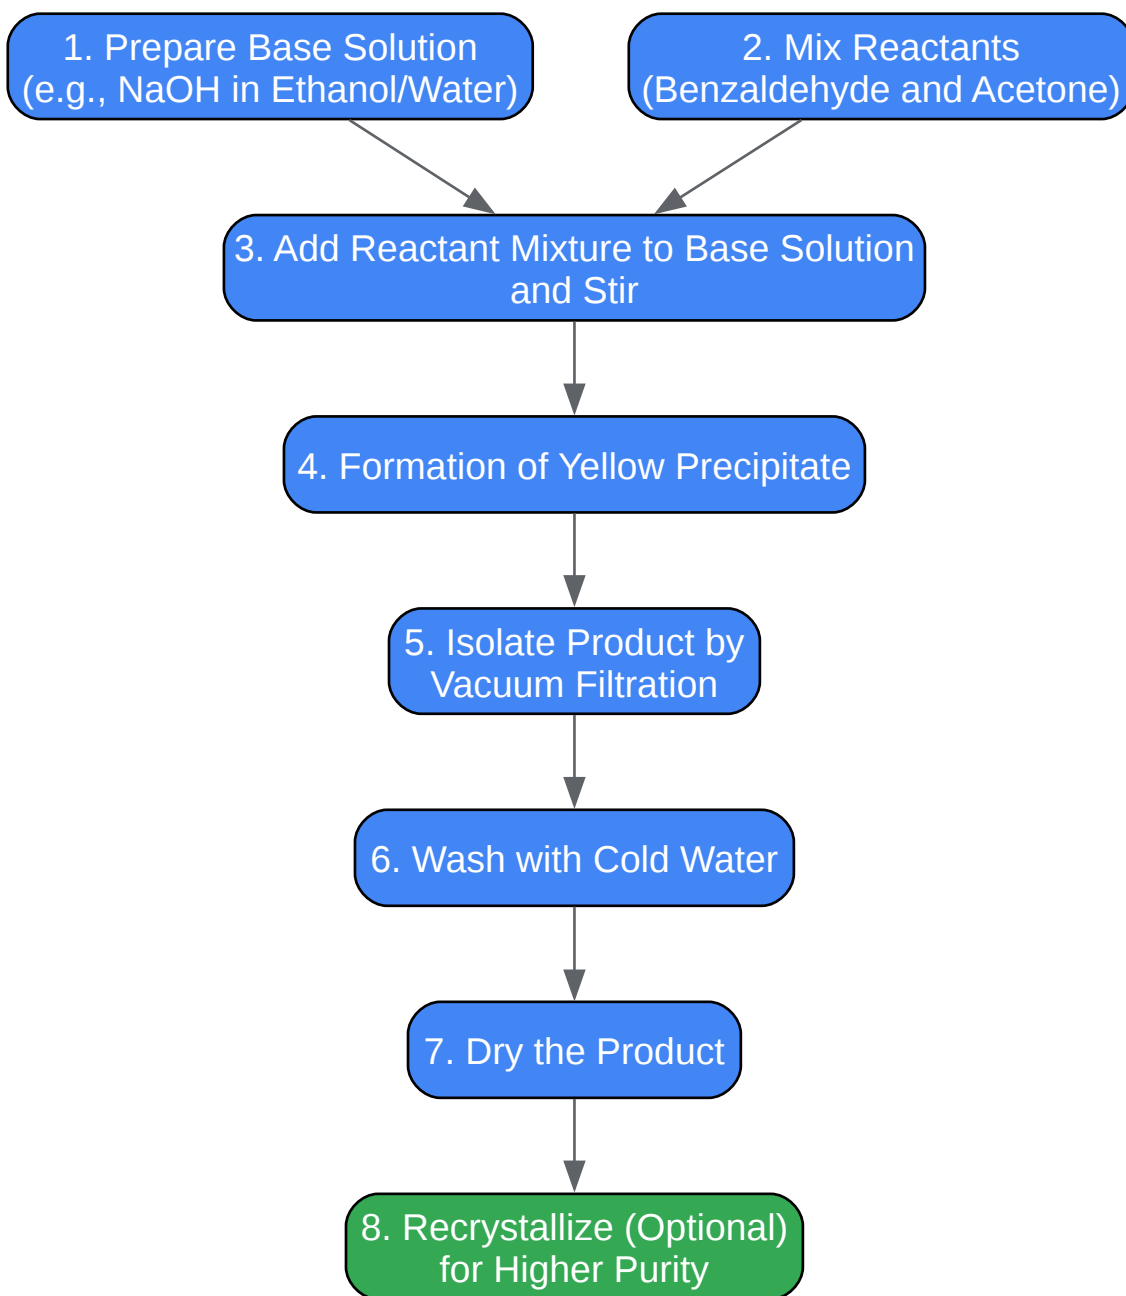 1. Prepare Base Solution
(e.g., NaOH in Ethanol/Water)
2. Mix Reactants
(Benzaldehyde and Acetone)
3. Add Reactant Mixture to Base Solution
and Stir
4. Formation of Yellow Precipitate
5. Isolate Product by
Vacuum Filtration
6. Wash with Cold Water
7. Dry the Product
8. Recrystallize (Optional)
for Higher Purity